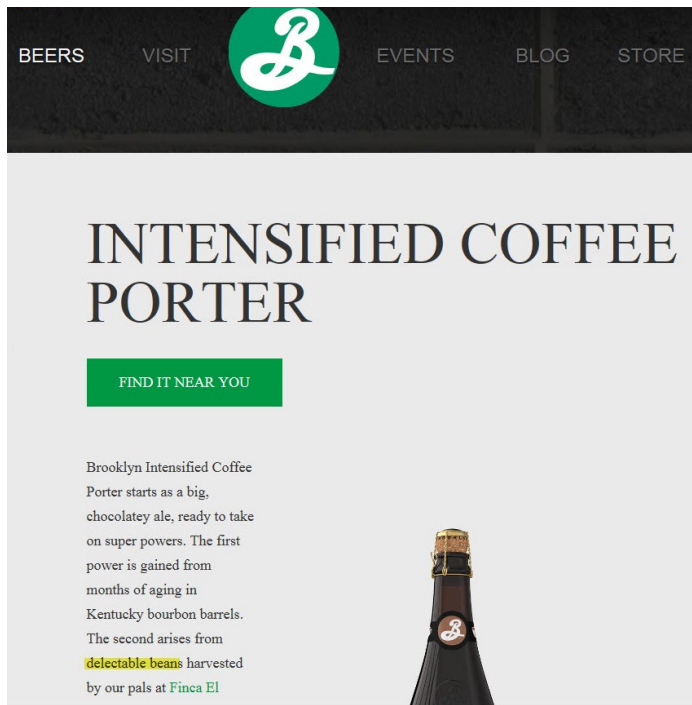 BEERS VISIT B EVENTS BLOG STORE
INTENSIFIED COFFEE
PORTER
FIND IT NEAR YOU
Brooklyn Intensified Coffee
Porter starts as a big,
chocolatey ale, ready to take
on super powers. The first
power is gained from
months of aging in
Kentucky bourbon barrels.
The second arises from
delectable beans harvested
by our pals at Finca El
B